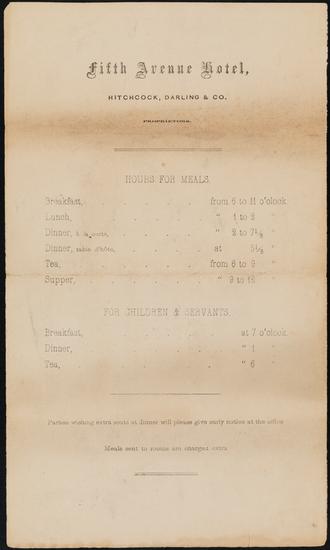 Fifth Avenue Hotel,
HITCHCOCK, DARLING & CO.
PROPRIETORS.
HOURS FOR MEALS.
Breakfast, . . . . . . from 6 to 11 o'clock
Lunch, . . . . . . " 1 to 2 "
Dinner, à la carte, . . . . . " 2 to 7½ "
Dinner, table d'hôte, . . . . . at 5½ "
Tea, . . . . . . from 6 to 9 "
Supper, . . . . . . " 9 to 12 "
FOR CHILDREN & SERVANTS.
Breakfast, . . . . . . at 7 o'clock.
Dinner, . . . . . . " 1 "
Tea, . . . . . . " 6 "
Parties wishing extra seats at dinner will please give early notice at the office
Meals sent to rooms are charged extra